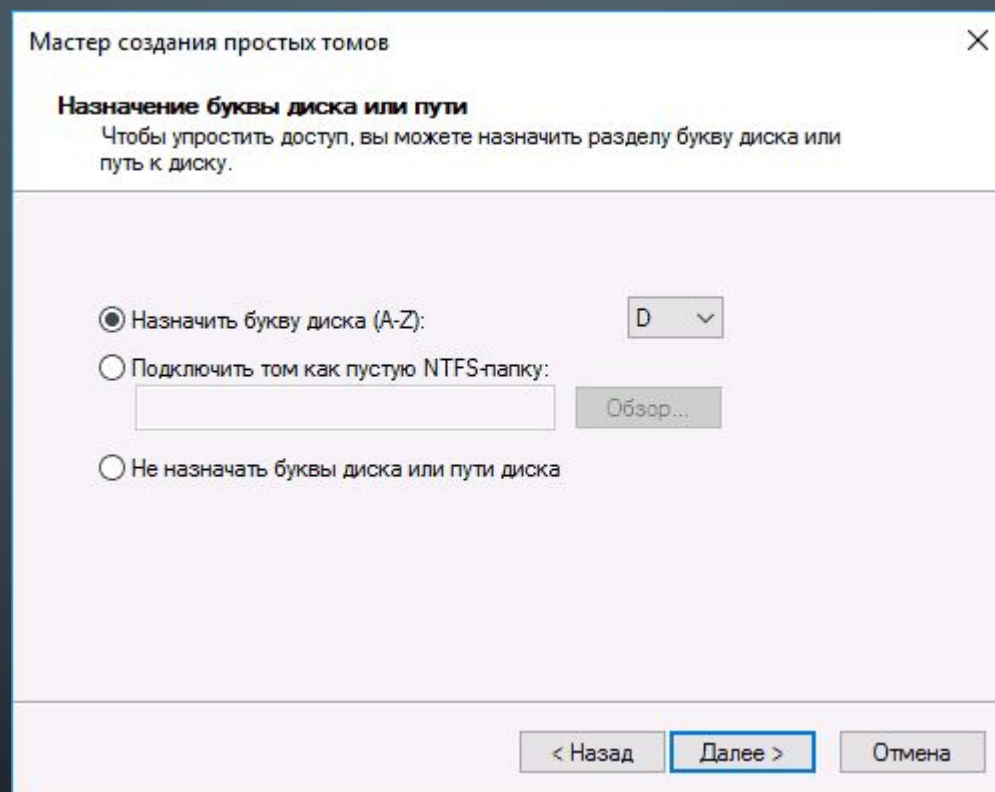 Мастер создания простых томов
Назначение буквы диска или пути
Чтобы упростить доступ, вы можете назначить разделу букву диска или
путь к диску.
Назначить букву диска (A-Z):
D
Подключить том как пустую NTFS-папку:
Обзор...
Не назначать буквы диска или пути диска
< Назад
Далее >
Отмена